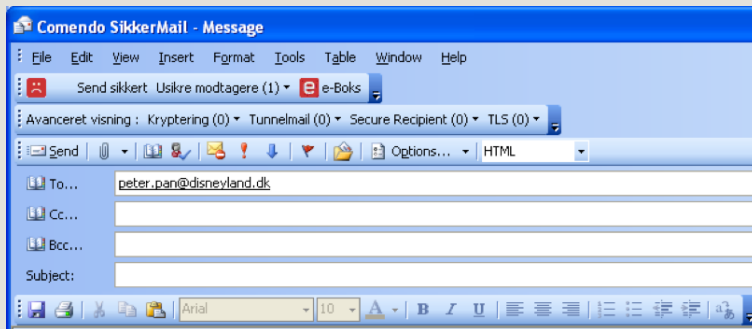 Comendo SikkerMail - Message
File Edit View Insert Format Tools Table Window Help
Send sikkert Usikre modtagere (1) e-Boks
Avanceret visning : Kryptering (0) Tunnelmail (0) Secure Recipient (0) TLS (0)
Send Options... HTML
To... peter.pan@disneyland.dk
Cc...
Bcc...
Subject:
Arial 10 A B I U